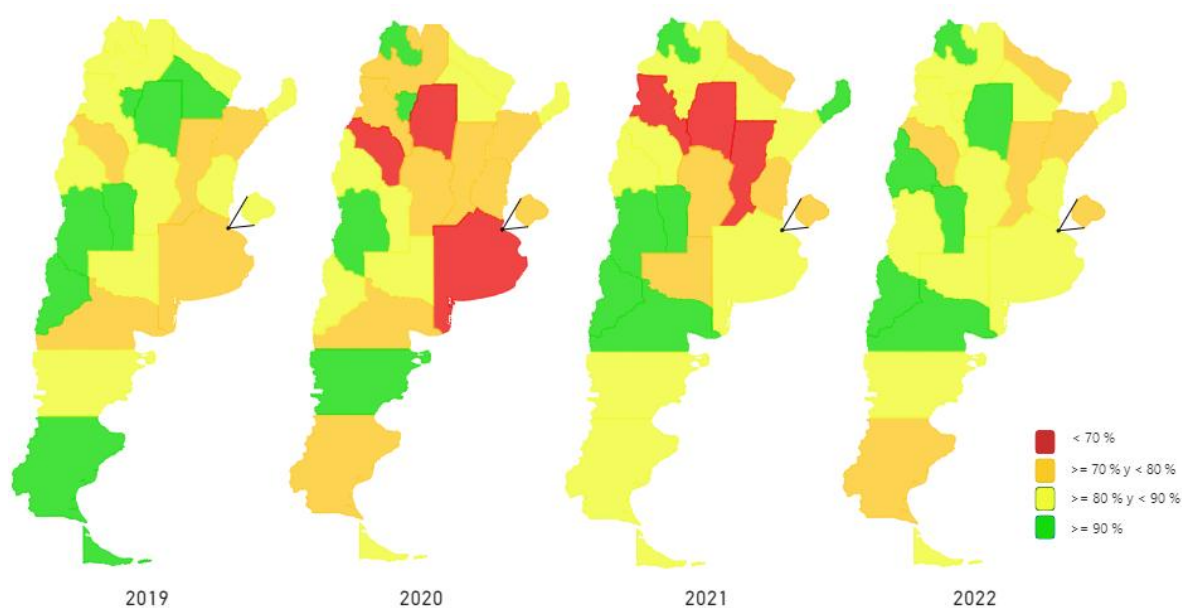 < 70 %
>= 70 % y < 80 %
>= 80 % y < 90 %
>= 90 %
2019 2020 2021 2022